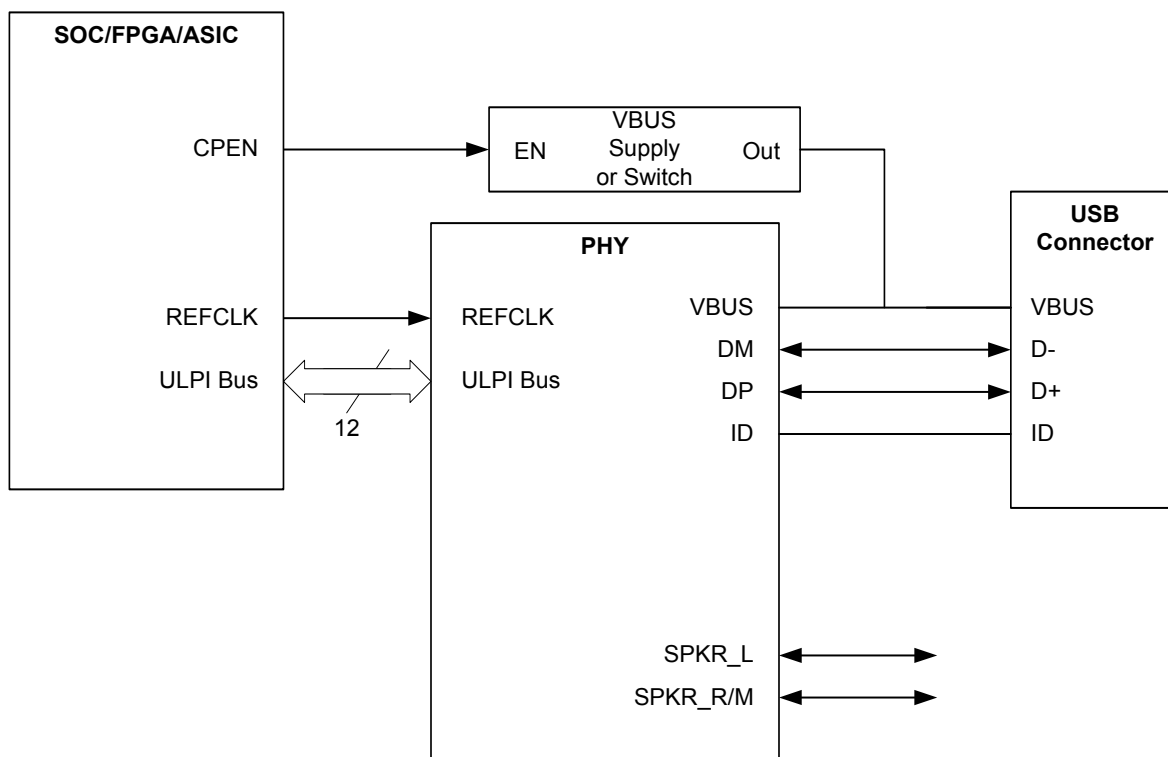 SOC/FPGA/ASIC
CPEN
REFCLK
ULPI Bus
12
VBUS
Supply
or Switch
EN
Out
PHY
REFCLK
ULPI Bus
VBUS
DM
DP
ID
SPKR_L
SPKR_R/M
USB
Connector
VBUS
D-
D+
ID